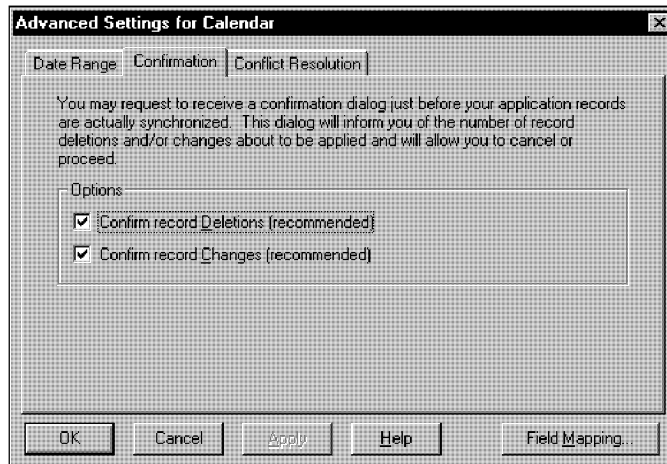 Advanced Settings for Calendar
Date Range Confirmation Conflict Resolution
You may request to receive a confirmation dialog just before your application records
are actually synchronized. This dialog will inform you of the number of record
deletions and/or changes about to be applied and will allow you to cancel or
proceed.
Options
Confirm record Deletions (recommended)
Confirm record Changes (recommended)
OK Cancel Apply Help Field Mapping...